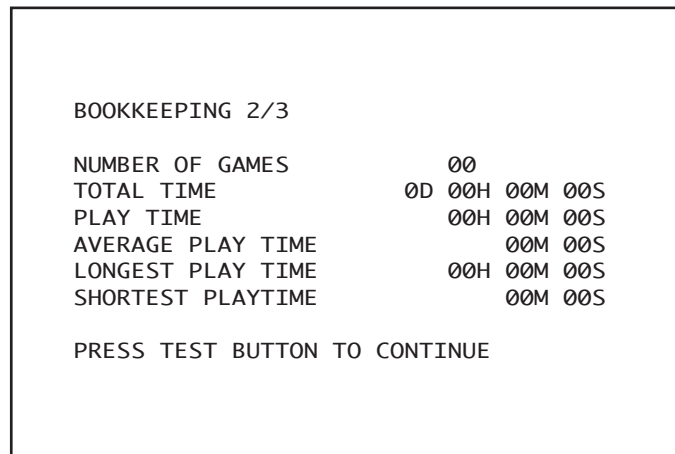 BOOKKEEPING 2/3
NUMBER OF GAMES 00
TOTAL TIME 0D 00H 00M 00S
PLAY TIME 00H 00M 00S
AVERAGE PLAY TIME 00M 00S
LONGEST PLAY TIME 00H 00M 00S
SHORTEST PLAYTIME 00M 00S
PRESS TEST BUTTON TO CONTINUE